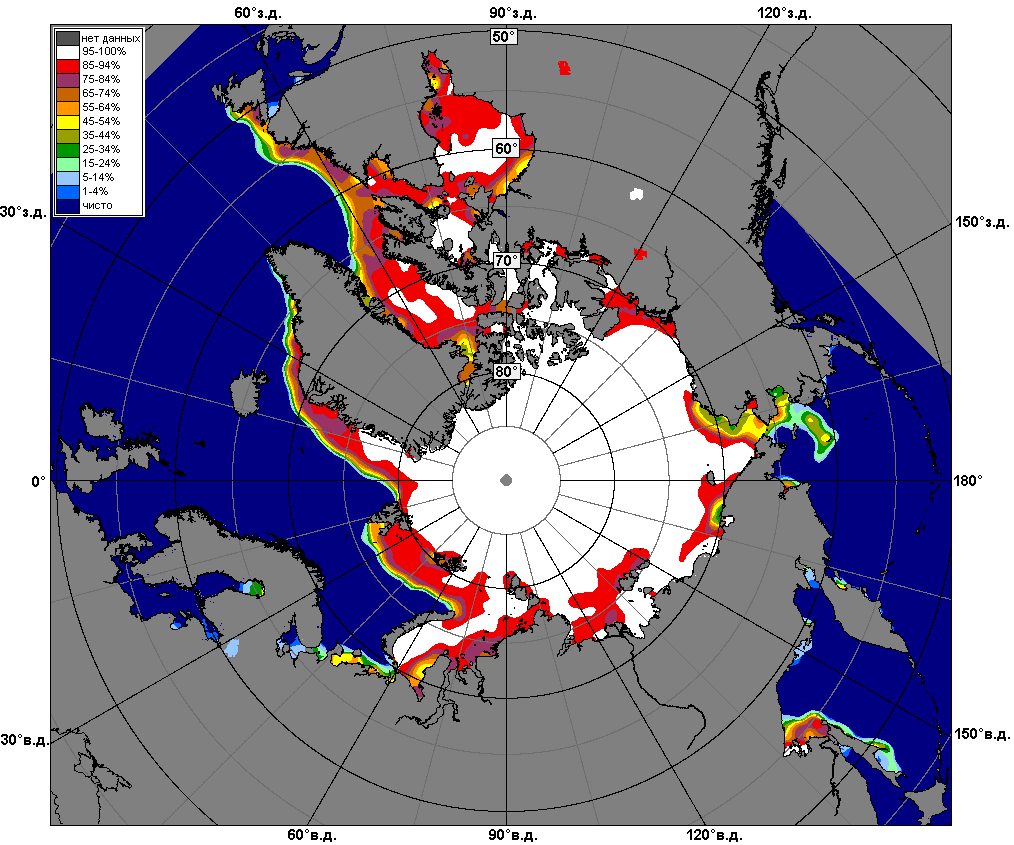 60°з.д.
90°з.д.
120°з.д.
50°
нет данных
95-100%
85-94%
75-84%
65-74%
55-64%
45-54%
35-44%
25-34%
15-24%
5-14%
1-4%
чисто
60°
30°з.д.
150°з.д.
70°
80°
0°
180°
30°в.д.
150°в.д.
60°в.д.
90°в.д.
120°в.д.